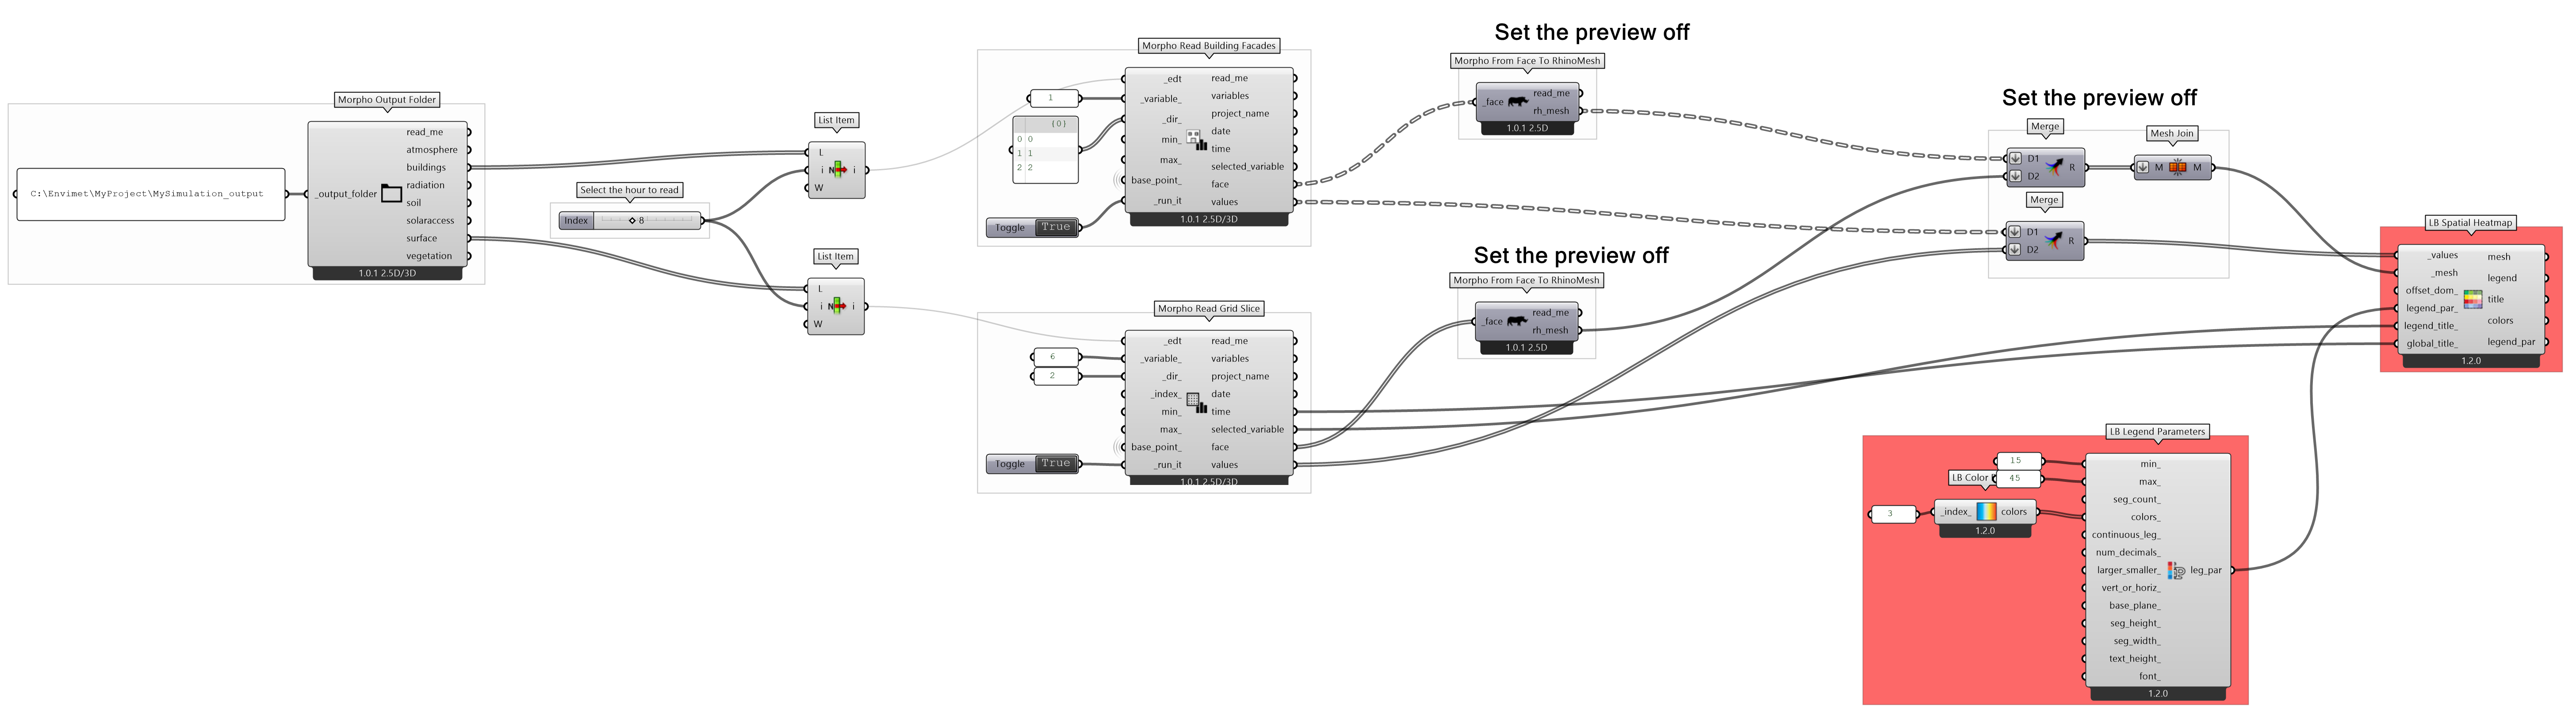 Morpho Output Folder
C:\Envimet\MyProject\MySimulation_output
_output_folder
read_me
atmosphere
buildings
radiation
soil
solaraccess
surface
vegetation
1.0.1 2.5D/3D
Select the hour to read
Index
8
List Item
L
i
W
N
i
List Item
L
i
W
N
i
Morpho Read Building Facades
1
{0}
0 0
1 1
2 2
Toggle True
_edt
_variable_
_dir_
min_
max_
base_point_
_run_it
read_me
variables
project_name
date
time
selected_variable
face
values
1.0.1 2.5D/3D
Morpho Read Grid Slice
6
2
Toggle True
_edt
_variable_
_dir_
_index_
min_
max_
base_point_
_run_it
read_me
variables
project_name
date
time
selected_variable
face
values
1.0.1 2.5D/3D
Set the preview off
Morpho From Face To RhinoMesh
_face
read_me
rh_mesh
1.0.1 2.5D
Set the preview off
Morpho From Face To RhinoMesh
_face
read_me
rh_mesh
1.0.1 2.5D
Set the preview off
Merge
D1
D2
R
Mesh Join
M M
Merge
D1
D2
R
LB Spatial Heatmap
_values
_mesh
offset_dom_
legend_par_
legend_title_
global_title_
mesh
legend
title
colors
legend_par
1.2.0
LB Legend Parameters
15
LB Color
45
3
_index_ colors
1.2.0
min_
max_
seg_count_
colors_
continuous_leg_
num_decimals_
larger_smaller_
vert_or_horiz_
base_plane_
seg_height_
seg_width_
text_height_
font_
leg_par
1.2.0